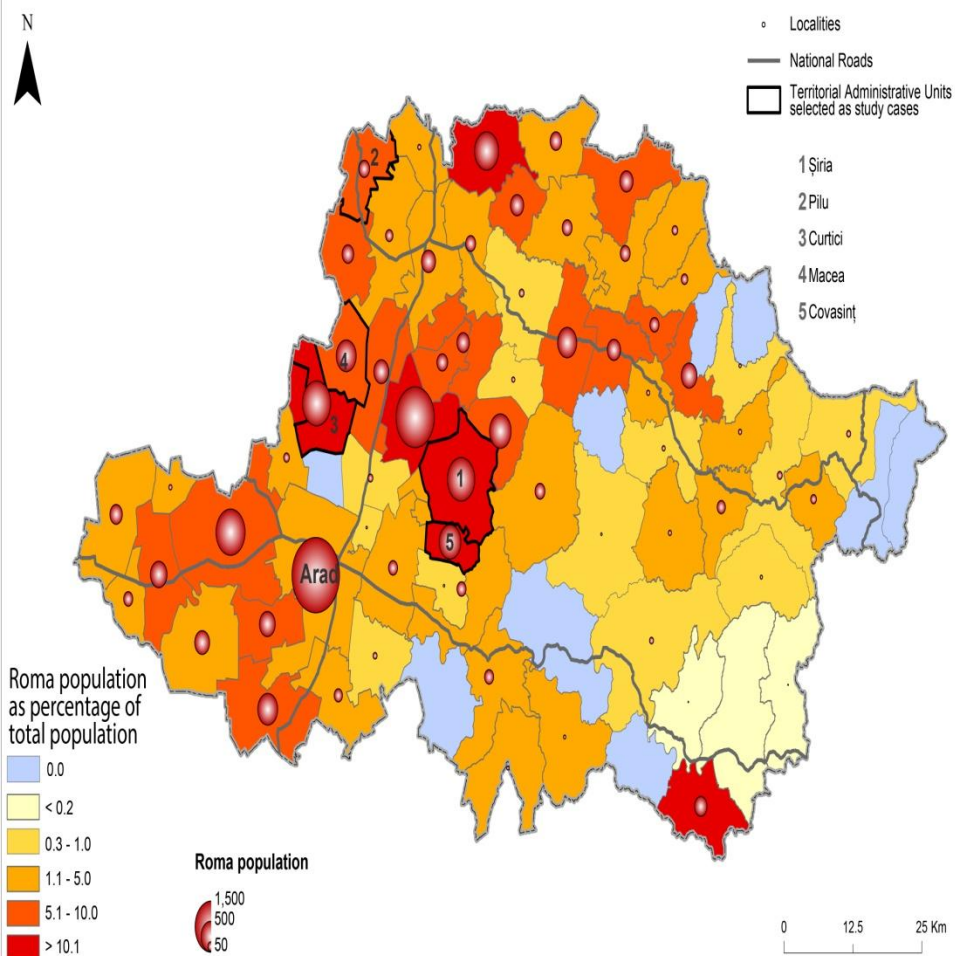 N
Localities
National Roads
Territorial Administrative Units
selected as study cases
1 Șiria
2 Pilu
3 Curtici
4 Macea
5 Covasinț
2
4
3
1
5
Arad
Roma population
as percentage of
total population
0.0
< 0.2
0.3 - 1.0
1.1 - 5.0
5.1 - 10.0
> 10.1
Roma population
1,500
500
50
0 12.5 25 Km